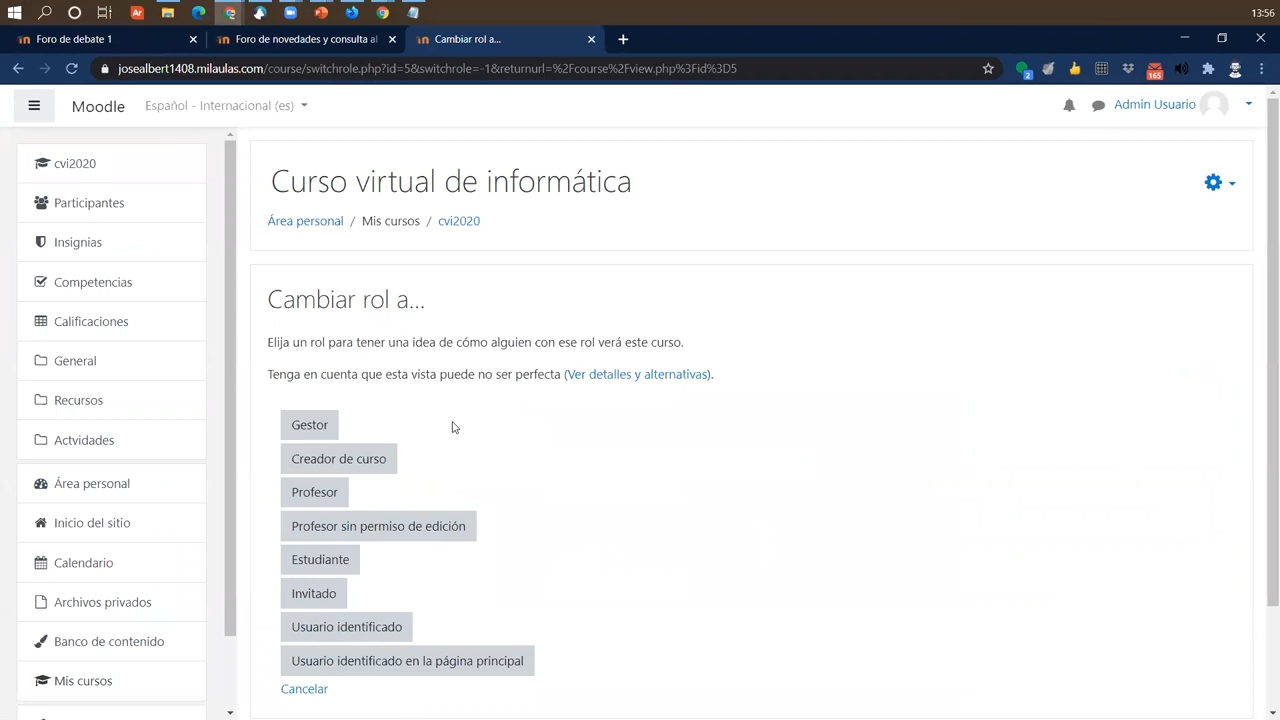 13:56
Foro de debate 1
Foro de novedades y consulta al
Cambiar rol a...
josealbert1408.milaulas.com/course/switchrole.php?id=5&switchrole=-1&returnurl=%2Fcourse%2Fview.php%3Fid%3D5
2
165
Moodle
Español - Internacional (es)
Admin Usuario
cvi2020
Participantes
Insignias
Competencias
Calificaciones
General
Recursos
Actvidades
Área personal
Inicio del sitio
Calendario
Archivos privados
Banco de contenido
Mis cursos
Curso virtual de informática
Área personal / Mis cursos / cvi2020
Cambiar rol a...
Elija un rol para tener una idea de cómo alguien con ese rol verá este curso.
Tenga en cuenta que esta vista puede no ser perfecta (Ver detalles y alternativas).
Gestor
Creador de curso
Profesor
Profesor sin permiso de edición
Estudiante
Invitado
Usuario identificado
Usuario identificado en la página principal
Cancelar